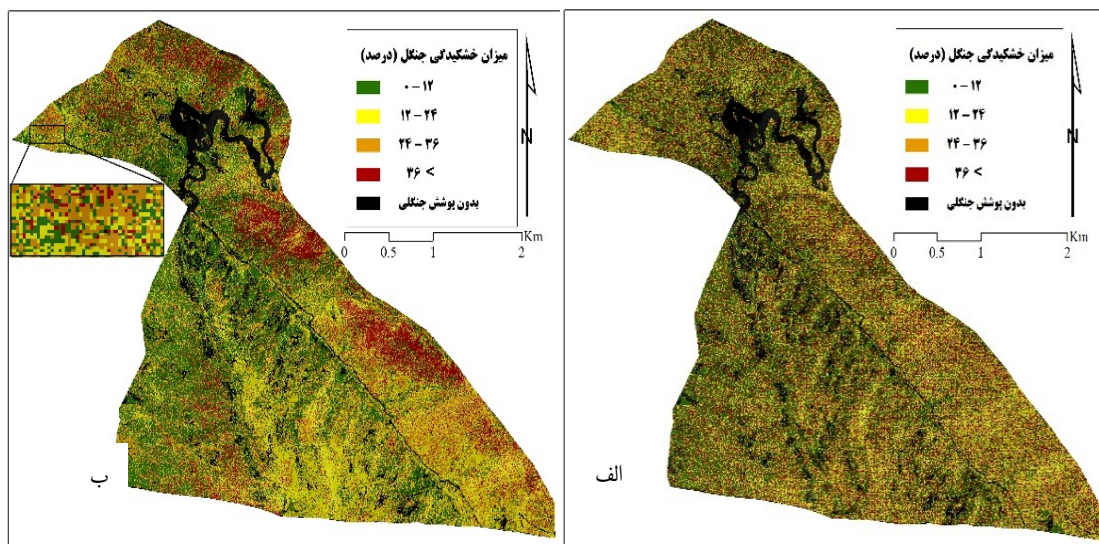 میزان خشکیدگی جنگل (درصد)
۰ - ۱۲
۱۲ - ۲۴
۲۴ - ۳۶
۳۶ <
بدون پوشش جنگلی
N
Km
0 0.5 1 2
الف
میزان خشکیدگی جنگل (درصد)
۰ - ۱۲
۱۲ - ۲۴
۲۴ - ۳۶
۳۶ <
بدون پوشش جنگلی
N
Km
0 0.5 1 2
ب